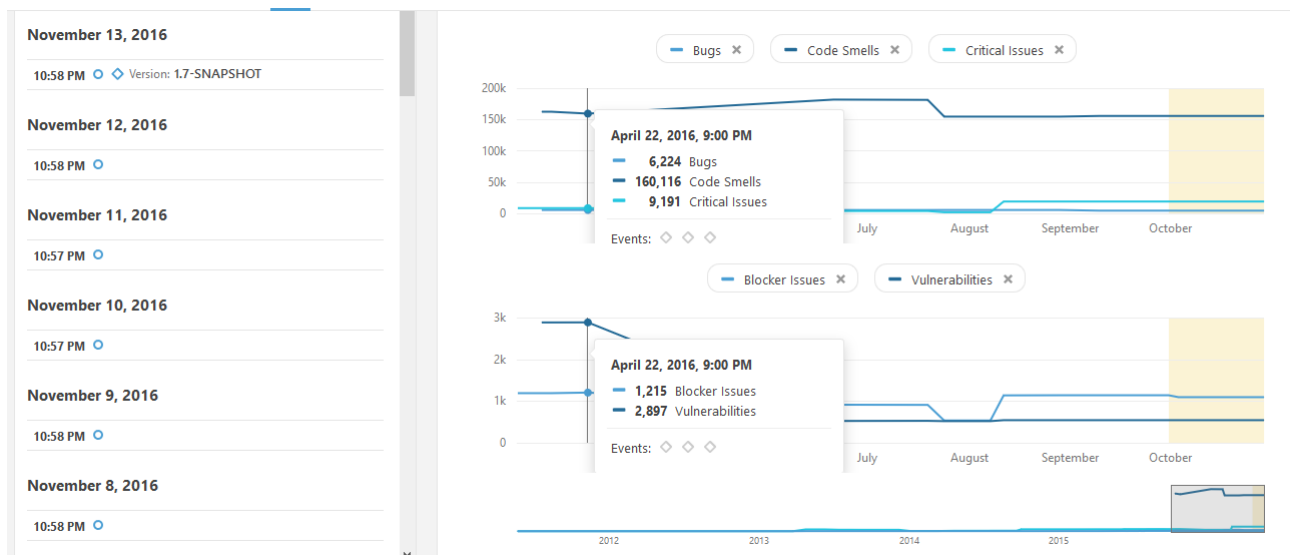 November 13, 2016
10:58 PM Version: 1.7-SNAPSHOT
November 12, 2016
10:58 PM
November 11, 2016
10:57 PM
November 10, 2016
10:57 PM
November 9, 2016
10:58 PM
November 8, 2016
10:58 PM
Bugs × Code Smells × Critical Issues ×
200k
150k
100k
50k
0
April 22, 2016, 9:00 PM
6,224 Bugs
160,116 Code Smells
9,191 Critical Issues
Events:
July August September October
Blocker Issues × Vulnerabilities ×
3k
2k
1k
0
April 22, 2016, 9:00 PM
1,215 Blocker Issues
2,897 Vulnerabilities
Events:
July August September October
2012 2013 2014 2015